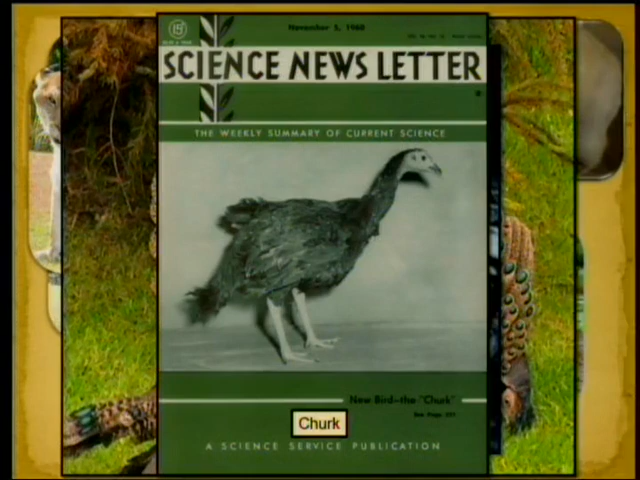 15¢
November 5, 1960
SCIENCE NEWS LETTER
THE WEEKLY SUMMARY OF CURRENT SCIENCE
New Bird—the "Churk"
See Page
Churk
A SCIENCE SERVICE PUBLICATION